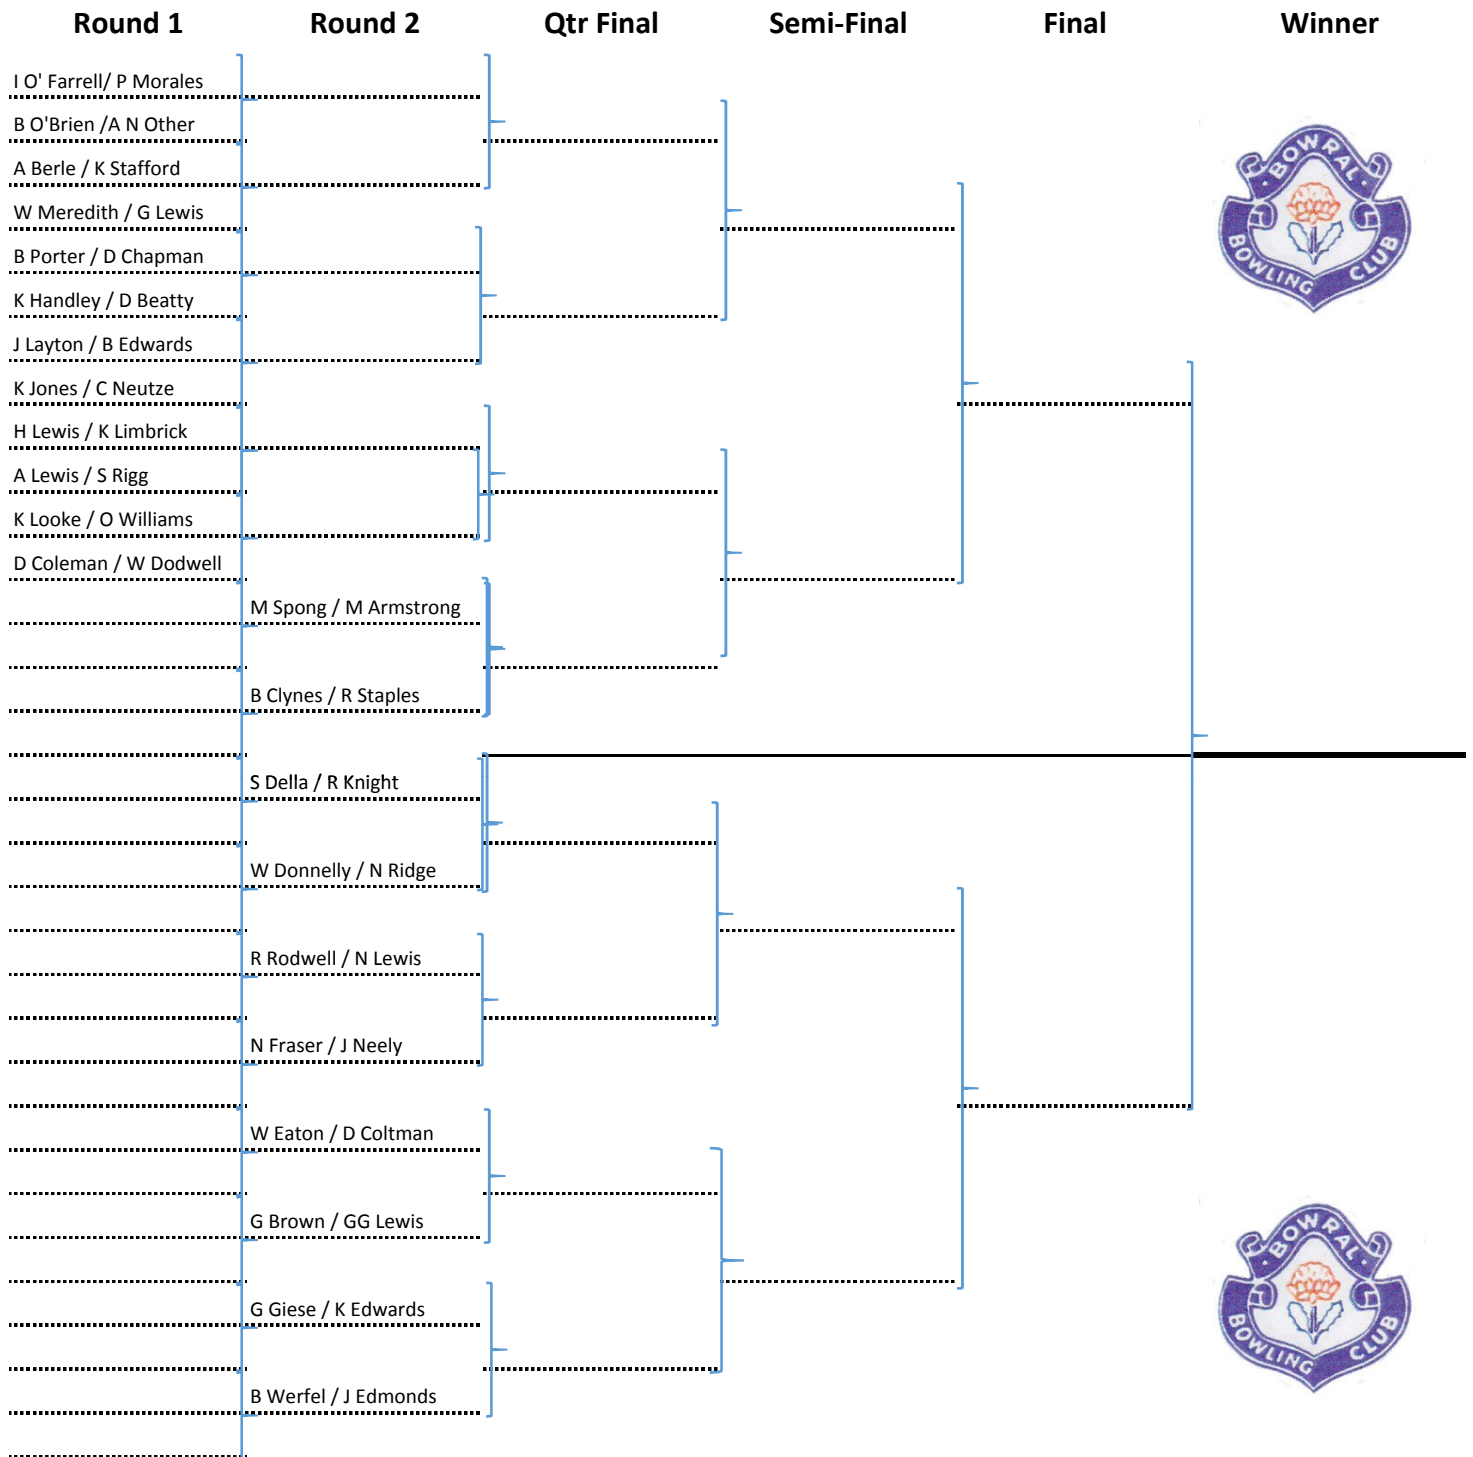 Round 1 Round 2 Qtr Final Semi-Final Final Winner
I O' Farrell/ P Morales
B O'Brien /A N Other
A Berle / K Stafford
W Meredith / G Lewis
B Porter / D Chapman
K Handley / D Beatty
J Layton / B Edwards
K Jones / C Neutze
H Lewis / K Limbrick
A Lewis / S Rigg
K Looke / O Williams
D Coleman / W Dodwell
M Spong / M Armstrong
B Clynes / R Staples
S Della / R Knight
W Donnelly / N Ridge
R Rodwell / N Lewis
N Fraser / J Neely
W Eaton / D Coltman
G Brown / GG Lewis
G Giese / K Edwards
B Werfel / J Edmonds
· BOWRAL ·
BOWLING CLUB
· BOWRAL ·
BOWLING CLUB